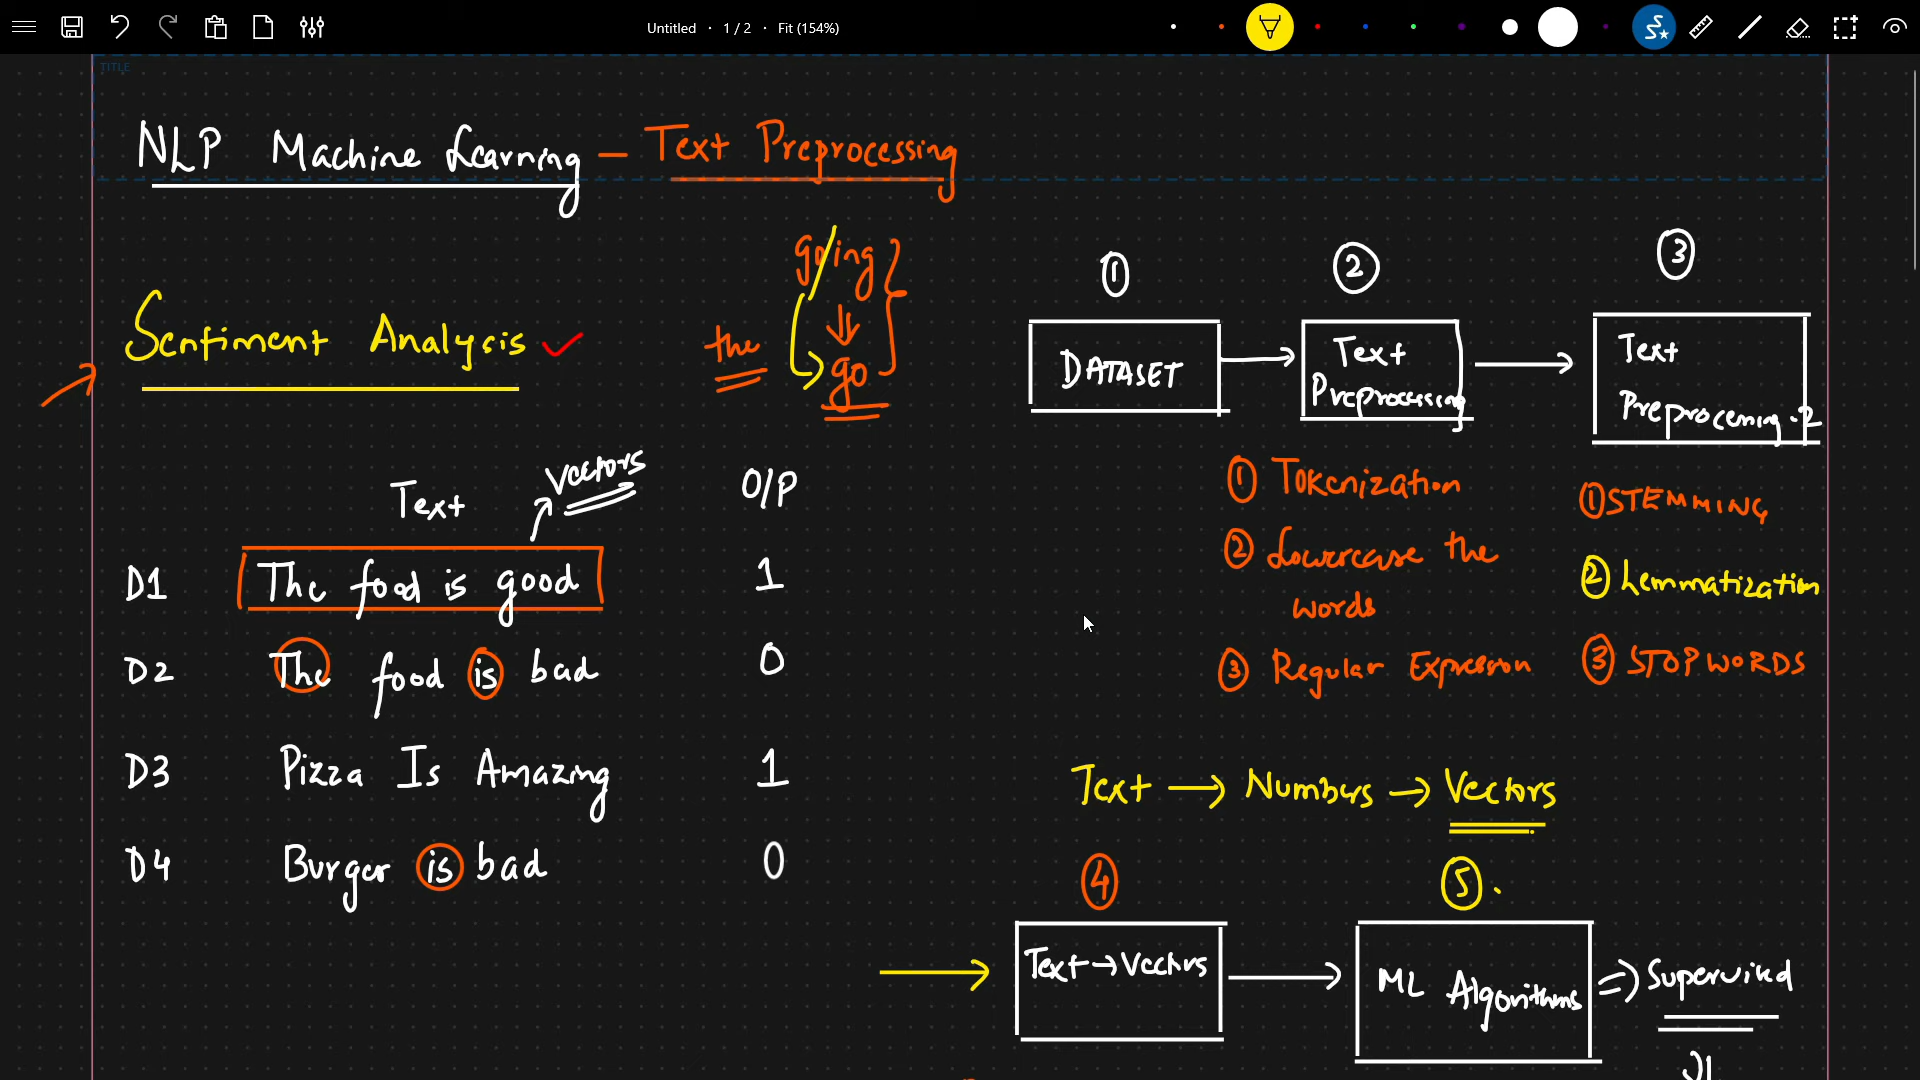 Untitled · 1 / 2 · Fit (154%)
TITLE
NLP Machine Learning – Text Preprocessing
going
the
go
Sentiment Analysis
Text
Vectors
O/P
D1 The food is good 1
D2 The food is bad 0
D3 Pizza Is Amazing 1
D4 Burger is bad 0
① ② ③
DATASET
Text
Preprocessing
Text
Preprocening.2
① Tokenization
② Lowercase the
words
③ Regular Expression
① STEMMING
② Lemmatization
③ STOPWORDS
Text → Numbers → Vectors
④ ⑤.
Text → Vectors
ML Algorithms
⇒ Supervised